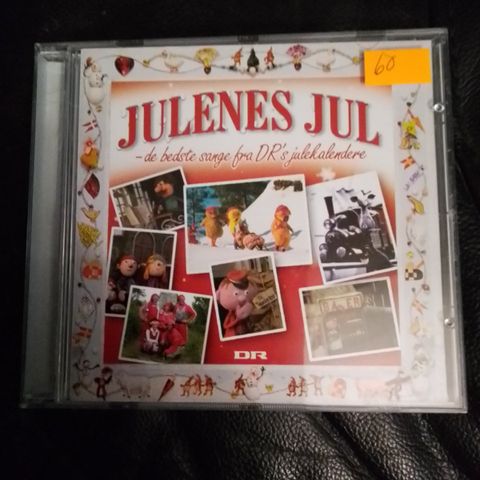 60
JULENES JUL
- de bedste sange fra DR's julekalendere
DR